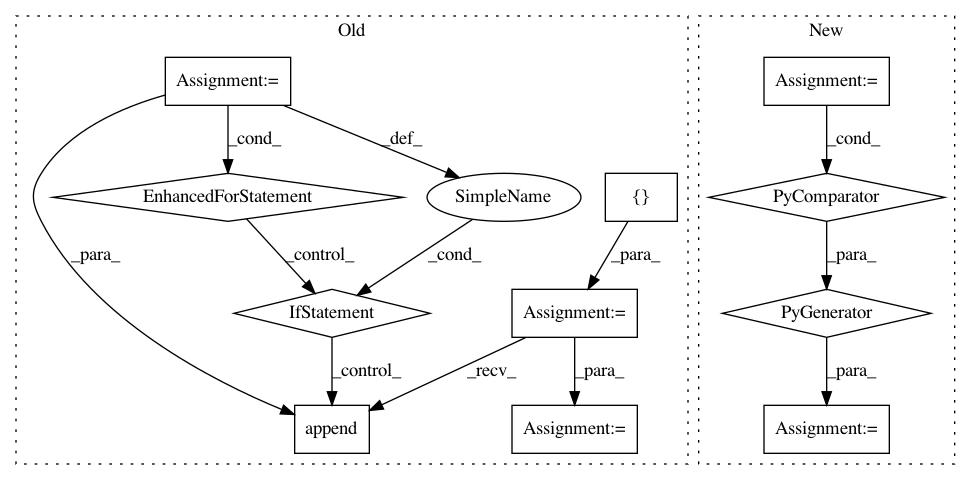 Old
New
Assignment:=
Assignment:=
_cond_
_def_
_cond_
EnhancedForStatement
SimpleName
{}
PyComparator
_para_
_control_
_cond_
_para_
_para_
IfStatement
Assignment:=
PyGenerator
_control_
_recv_
_para_
_para_
append
Assignment:=
Assignment:=